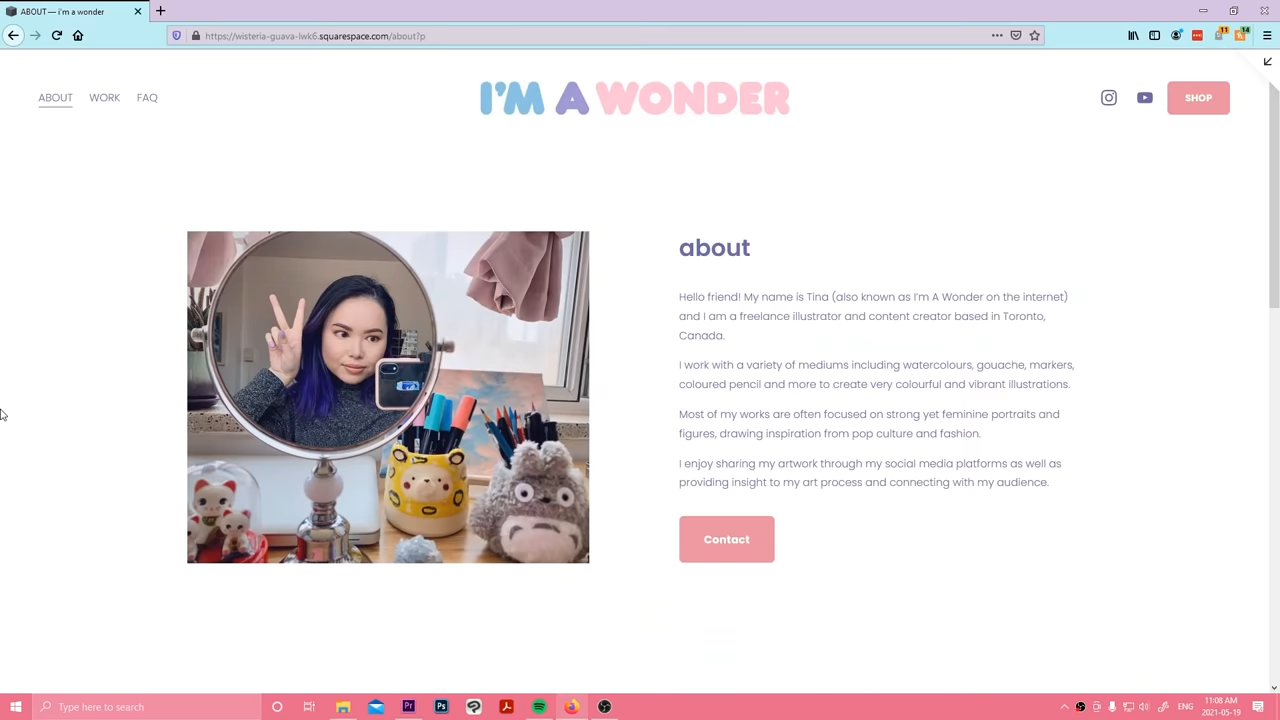 ABOUT — i'm a wonder
https://wisteria-guava-lwk6.squarespace.com/about?p
11
14
ABOUT WORK FAQ
I'M A WONDER
SHOP
about
Hello friend! My name is Tina (also known as I'm A Wonder on the internet)
and I am a freelance illustrator and content creator based in Toronto,
Canada.
I work with a variety of mediums including watercolours, gouache, markers,
coloured pencil and more to create very colourful and vibrant illustrations.
Most of my works are often focused on strong yet feminine portraits and
figures, drawing inspiration from pop culture and fashion.
I enjoy sharing my artwork through my social media platforms as well as
providing insight to my art process and connecting with my audience.
Contact
Type here to search
Pr
Ps
ENG
11:08 AM
2021-05-19